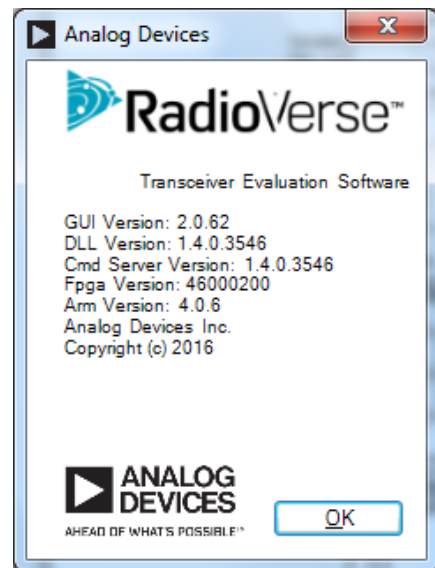 Analog Devices
RadioVerse™
Transceiver Evaluation Software
GUI Version: 2.0.62
DLL Version: 1.4.0.3546
Cmd Server Version: 1.4.0.3546
Fpga Version: 46000200
Arm Version: 4.0.6
Analog Devices Inc.
Copyright (c) 2016
ANALOG
DEVICES
AHEAD OF WHAT'S POSSIBLE™
OK